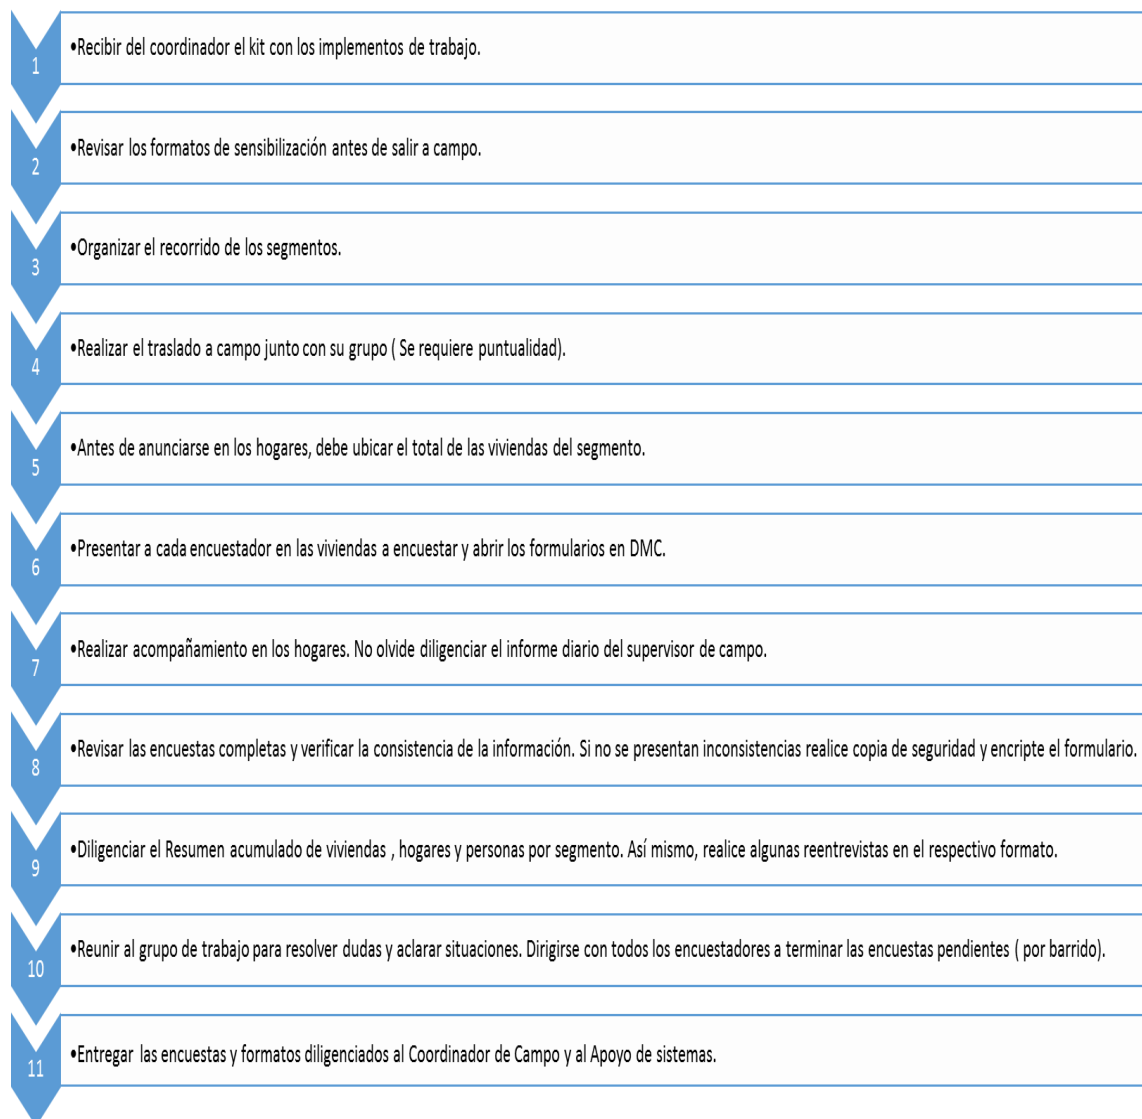 1
•Recibir del coordinador el kit con los implementos de trabajo.
2
•Revisar los formatos de sensibilización antes de salir a campo.
3
•Organizar el recorrido de los segmentos.
4
•Realizar el traslado a campo junto con su grupo ( Se requiere puntualidad).
5
•Antes de anunciarse en los hogares, debe ubicar el total de las viviendas del segmento.
6
•Presentar a cada encuestador en las viviendas a encuestar y abrir los formularios en DMC.
7
•Realizar acompañamiento en los hogares. No olvide diligenciar el informe diario del supervisor de campo.
8
•Revisar las encuestas completas y verificar la consistencia de la información. Si no se presentan inconsistencias realice copia de seguridad y encripte el formulario.
9
•Diligenciar el Resumen acumulado de viviendas , hogares y personas por segmento. Así mismo, realice algunas reentrevistas en el respectivo formato.
10
•Reunir al grupo de trabajo para resolver dudas y aclarar situaciones. Dirigirse con todos los encuestadores a terminar las encuestas pendientes ( por barrido).
11
•Entregar las encuestas y formatos diligenciados al Coordinador de Campo y al Apoyo de sistemas.